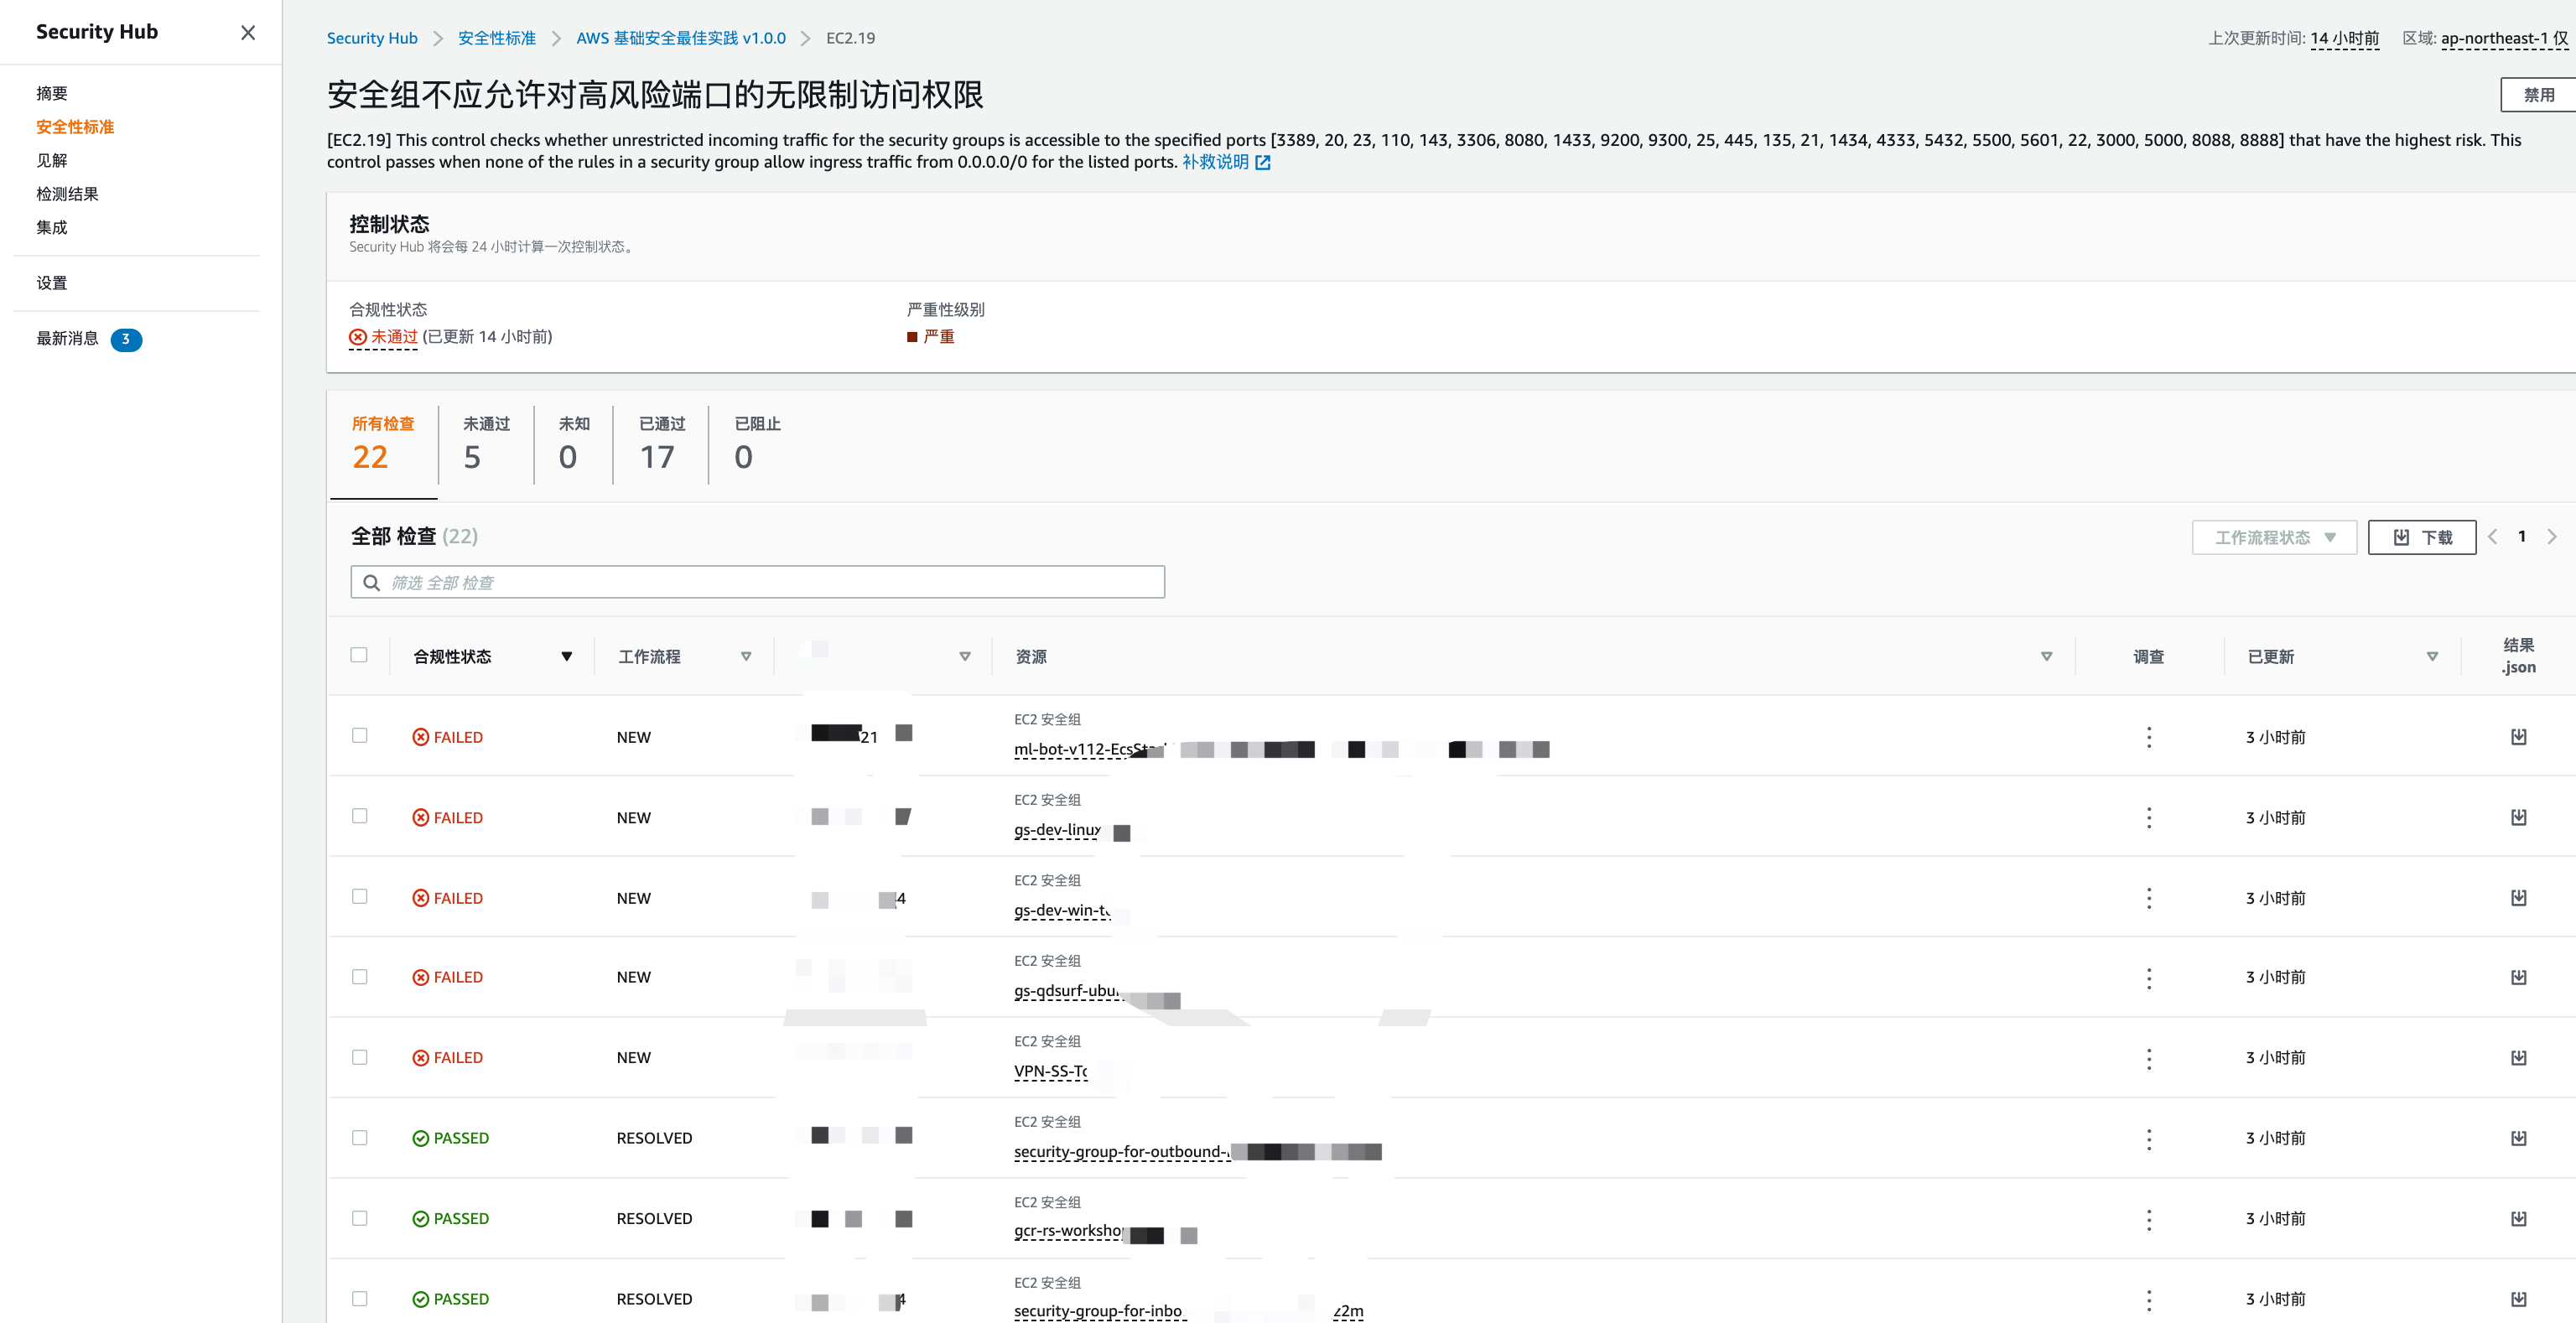 Security Hub
摘要
安全性标准
见解
检测结果
集成
设置
最新消息 3
Security Hub 安全性标准 AWS 基础安全最佳实践 v1.0.0 EC2.19
上次更新时间: 14 小时前 区域: ap-northeast-1 仅
安全组不应允许对高风险端口的无限制访问权限
禁用
[EC2.19] This control checks whether unrestricted incoming traffic for the security groups is accessible to the specified ports [3389, 20, 23, 110, 143, 3306, 8080, 1433, 9200, 9300, 25, 445, 135, 21, 1434, 4333, 5432, 5500, 5601, 22, 3000, 5000, 8088, 8888] that have the highest risk. This
control passes when none of the rules in a security group allow ingress traffic from 0.0.0.0/0 for the listed ports. 补救说明
控制状态
Security Hub 将会每 24 小时计算一次控制状态。
合规性状态 严重性级别
未通过 (已更新 14 小时前) 严重
所有检查 未通过 未知 已通过 已阻止
22 5 0 17 0
全部 检查 (22)
工作流程状态 下载 1
筛选 全部 检查
合规性状态 工作流程 资源 调查 已更新 结果
.json
EC2 安全组
FAILED NEW 21 3 小时前
ml-bot-v112-EcsSta
EC2 安全组
FAILED NEW 3 小时前
gs-dev-linux
EC2 安全组
FAILED NEW 4 3 小时前
gs-dev-win-t
EC2 安全组
FAILED NEW 3 小时前
gs-qdsurf-ubu
EC2 安全组
FAILED NEW 3 小时前
VPN-SS-T
EC2 安全组
PASSED RESOLVED 3 小时前
security-group-for-outbound-
EC2 安全组
PASSED RESOLVED 3 小时前
gcr-rs-worksho
EC2 安全组
PASSED RESOLVED 4 3 小时前
security-group-for-inbo z2m